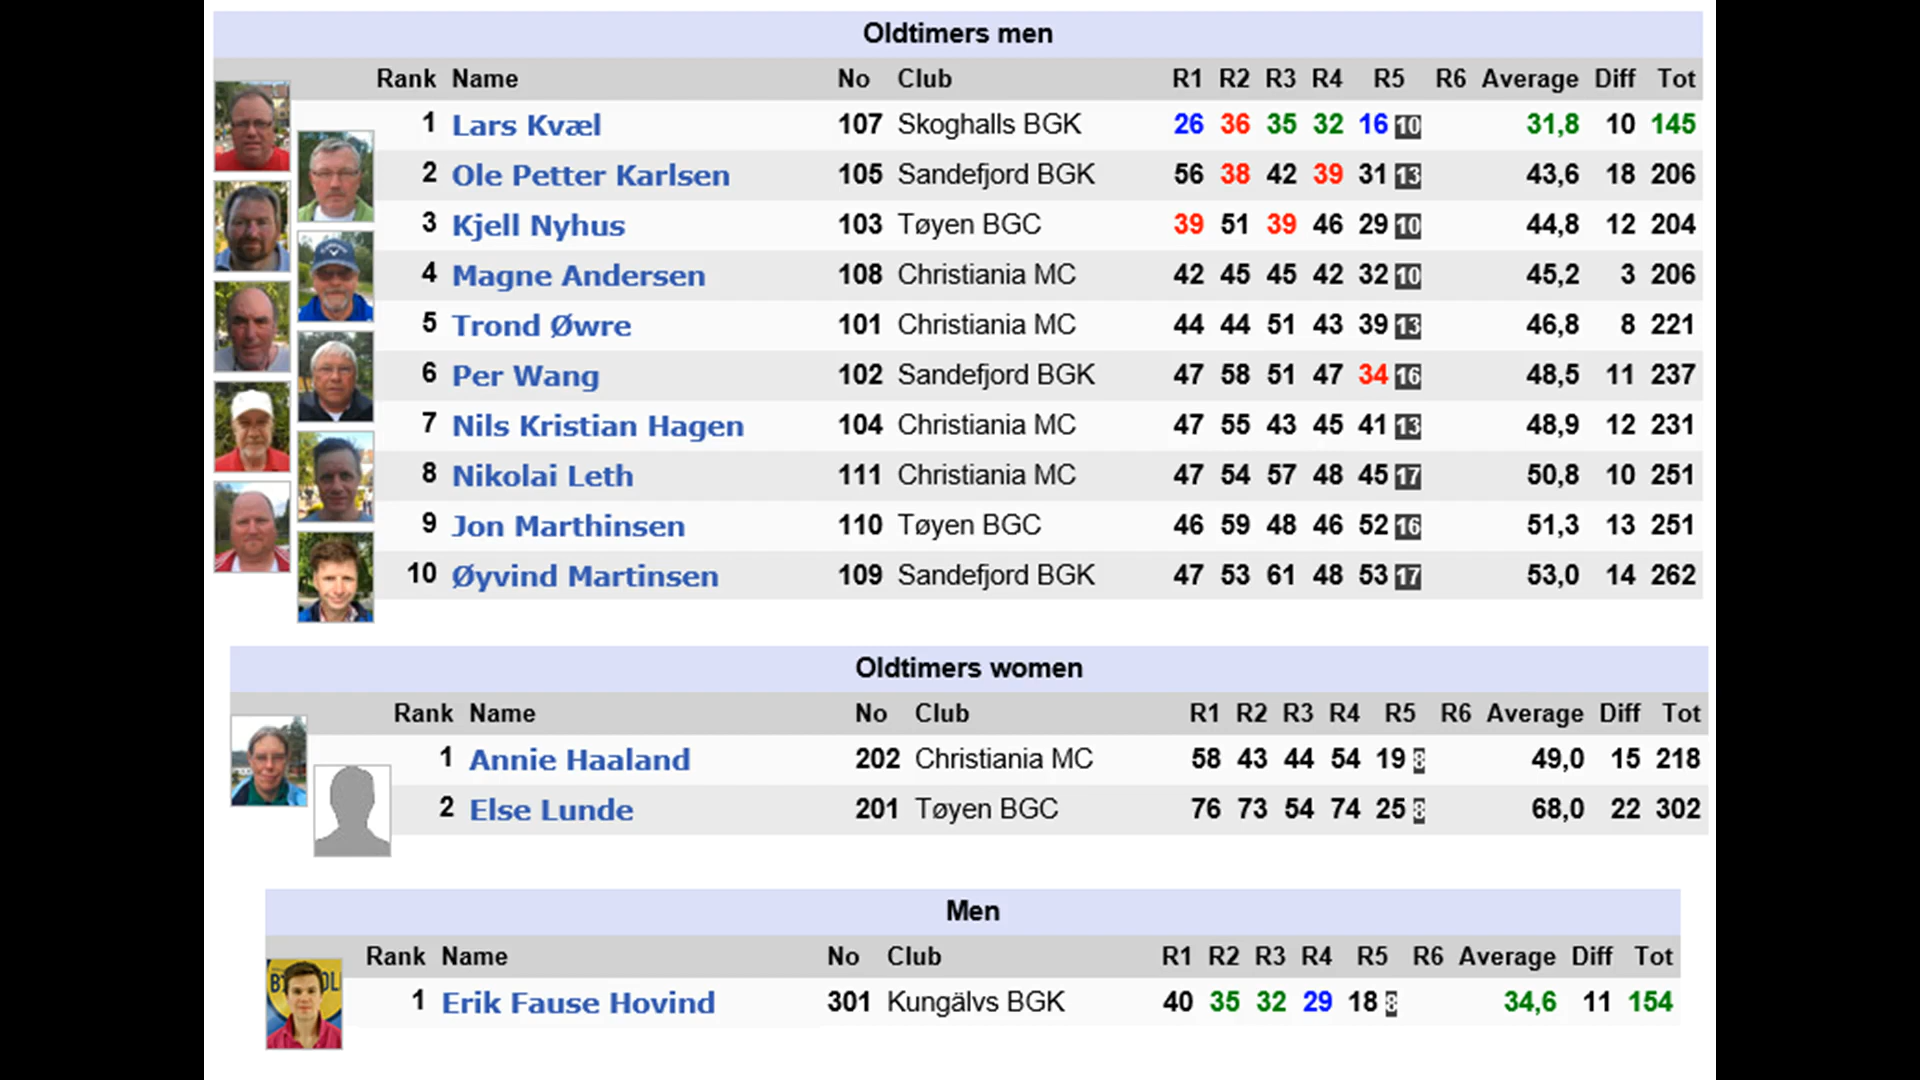 Oldtimers men
Rank Name No Club R1 R2 R3 R4 R5 R6 Average Diff Tot
1 Lars Kvæl 107 Skoghalls BGK 26 36 35 32 16 10 31,8 10 145
2 Ole Petter Karlsen 105 Sandefjord BGK 56 38 42 39 31 13 43,6 18 206
3 Kjell Nyhus 103 Tøyen BGC 39 51 39 46 29 10 44,8 12 204
4 Magne Andersen 108 Christiania MC 42 45 45 42 32 10 45,2 3 206
5 Trond Øwre 101 Christiania MC 44 44 51 43 39 13 46,8 8 221
6 Per Wang 102 Sandefjord BGK 47 58 51 47 34 16 48,5 11 237
7 Nils Kristian Hagen 104 Christiania MC 47 55 43 45 41 13 48,9 12 231
8 Nikolai Leth 111 Christiania MC 47 54 57 48 45 17 50,8 10 251
9 Jon Marthinsen 110 Tøyen BGC 46 59 48 46 52 16 51,3 13 251
10 Øyvind Martinsen 109 Sandefjord BGK 47 53 61 48 53 17 53,0 14 262
Oldtimers women
Rank Name No Club R1 R2 R3 R4 R5 R6 Average Diff Tot
1 Annie Haaland 202 Christiania MC 58 43 44 54 19 8 49,0 15 218
2 Else Lunde 201 Tøyen BGC 76 73 54 74 25 8 68,0 22 302
Men
Rank Name No Club R1 R2 R3 R4 R5 R6 Average Diff Tot
1 Erik Fause Hovind 301 Kungälvs BGK 40 35 32 29 18 8 34,6 11 154